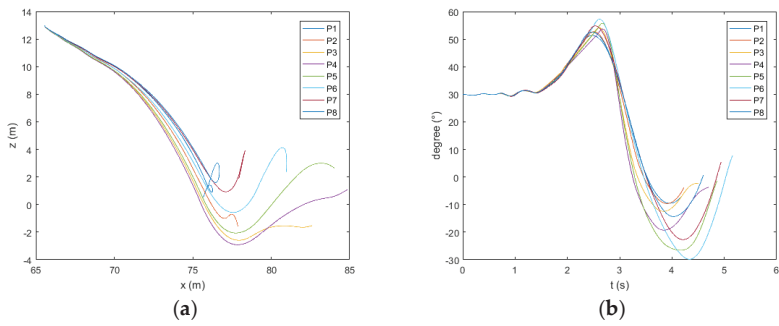 14
12
10
8
6
4
2
0
-2
-4
z (m)
65
70
75
80
85
x (m)
P1
P2
P3
P4
P5
P6
P7
P8
(a)
60
50
40
30
20
10
0
-10
-20
-30
degree (°)
0
1
2
3
4
5
6
t (s)
P1
P2
P3
P4
P5
P6
P7
P8
(b)